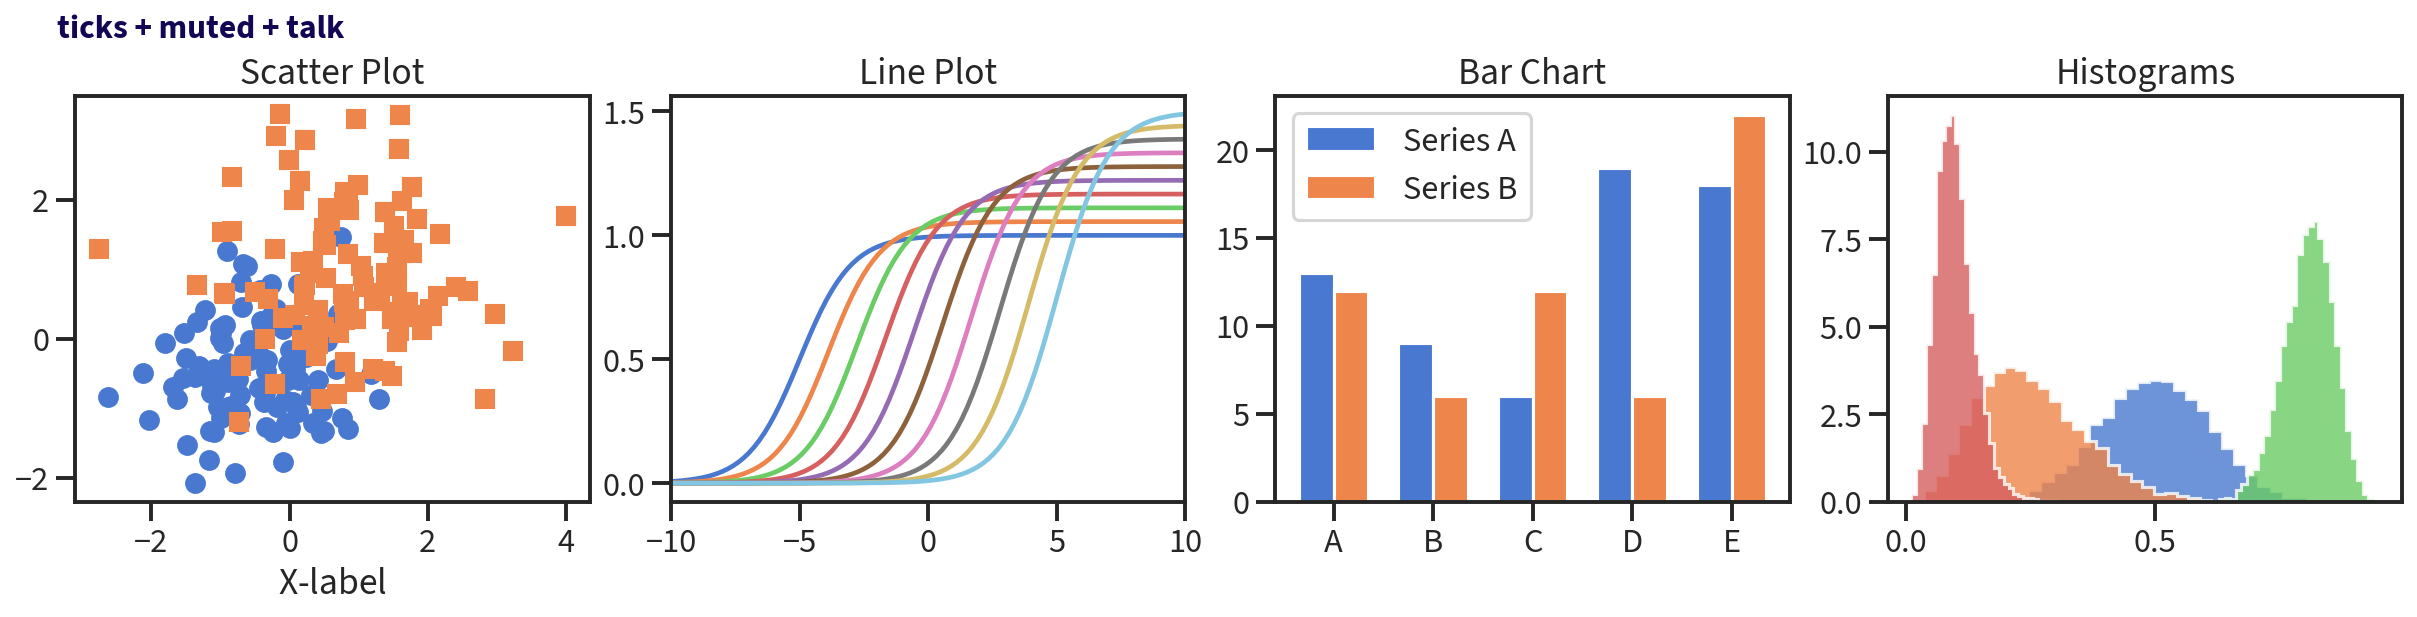 ticks + muted + talk
Scatter Plot
2
0
−2
−2 0 2 4
X-label
Line Plot
1.5
1.0
0.5
0.0
−10 −5 0 5 10
Bar Chart
Series A
Series B
20
15
10
5
0
A B C D E
Histograms
10.0
7.5
5.0
2.5
0.0
0.0 0.5